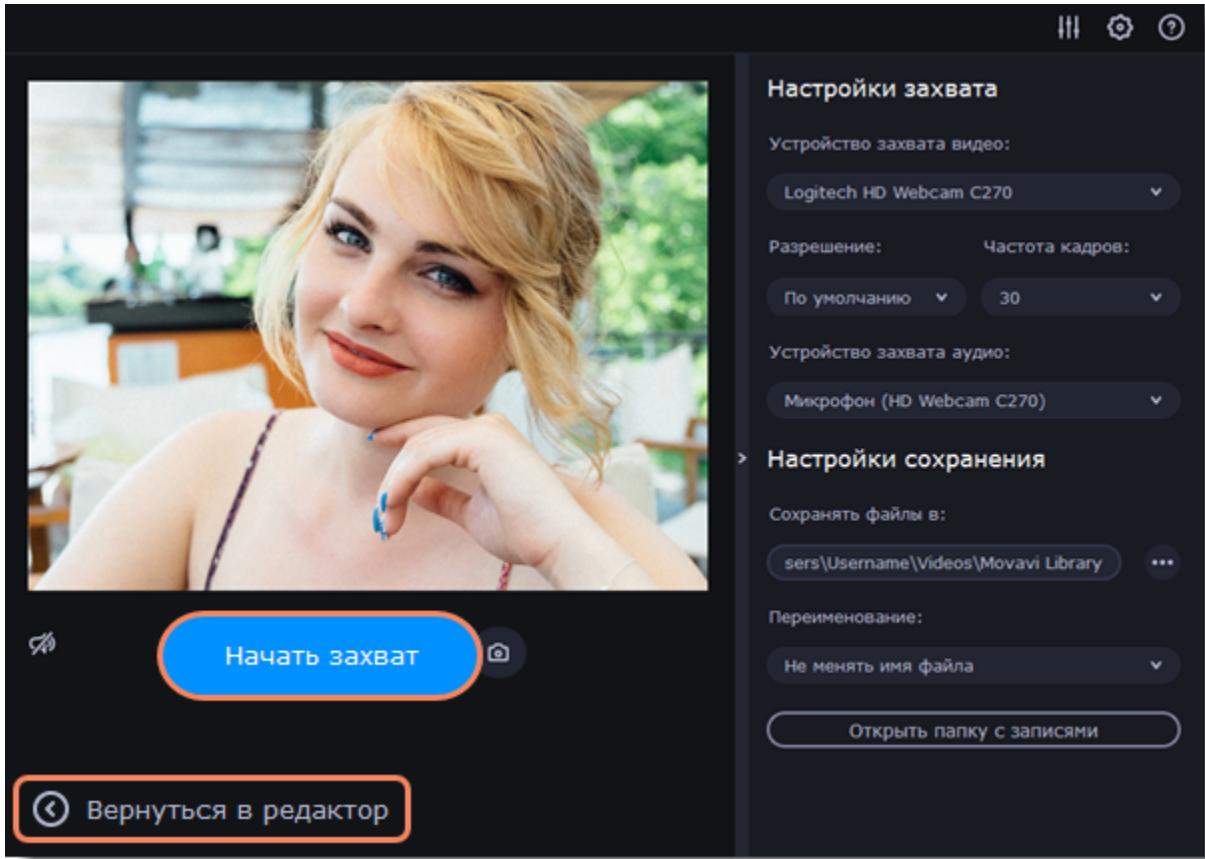 Настройки захвата
Устройство захвата видео:
Logitech HD Webcam C270
Разрешение: Частота кадров:
По умолчанию 30
Устройство захвата аудио:
Микрофон (HD Webcam C270)
Настройки сохранения
Сохранять файлы в:
sers\Username\Videos\Movavi Library
Переименование:
Не менять имя файла
Открыть папку с записями
Начать захват
Вернуться в редактор